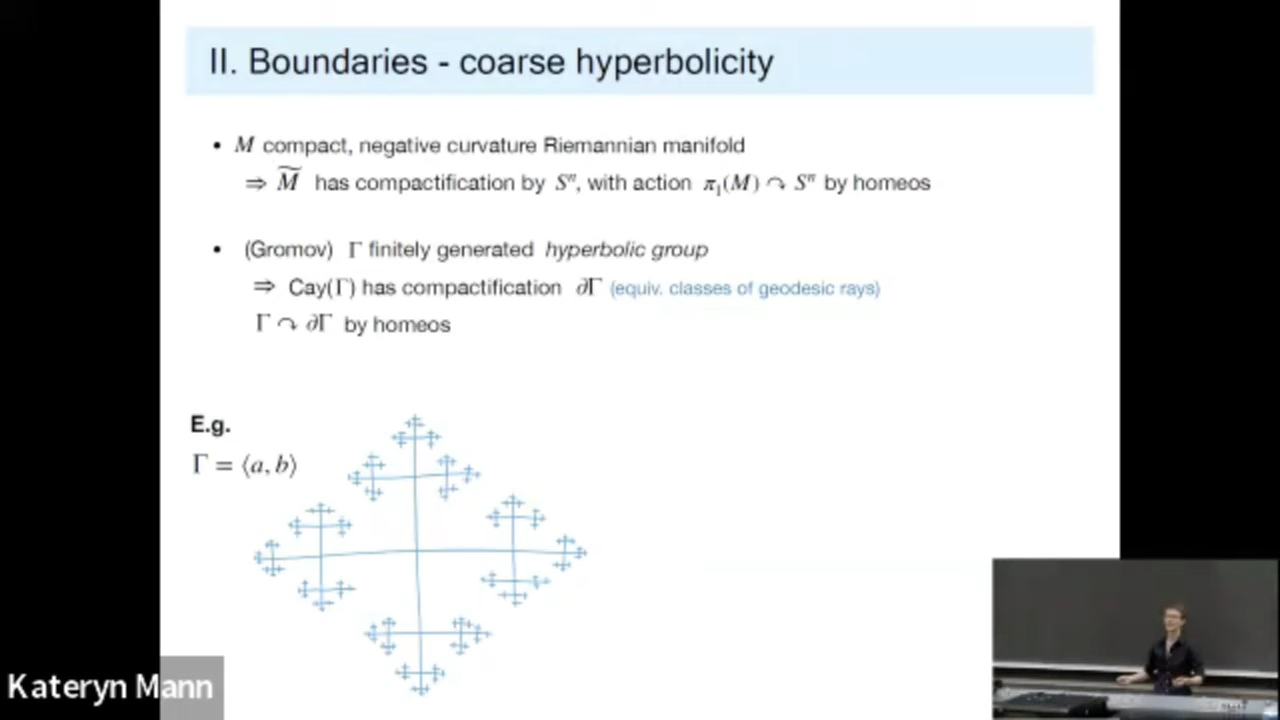 II. Boundaries - coarse hyperbolicity
• M compact, negative curvature Riemannian manifold
⇒ M̃ has compactification by Sⁿ, with action π₁(M) ↷ Sⁿ by homeos
• (Gromov) Γ finitely generated hyperbolic group
⇒ Cay(Γ) has compactification ∂Γ (equiv. classes of geodesic rays)
Γ ↷ ∂Γ by homeos
E.g.
Γ = ⟨a, b⟩
Kateryn Mann